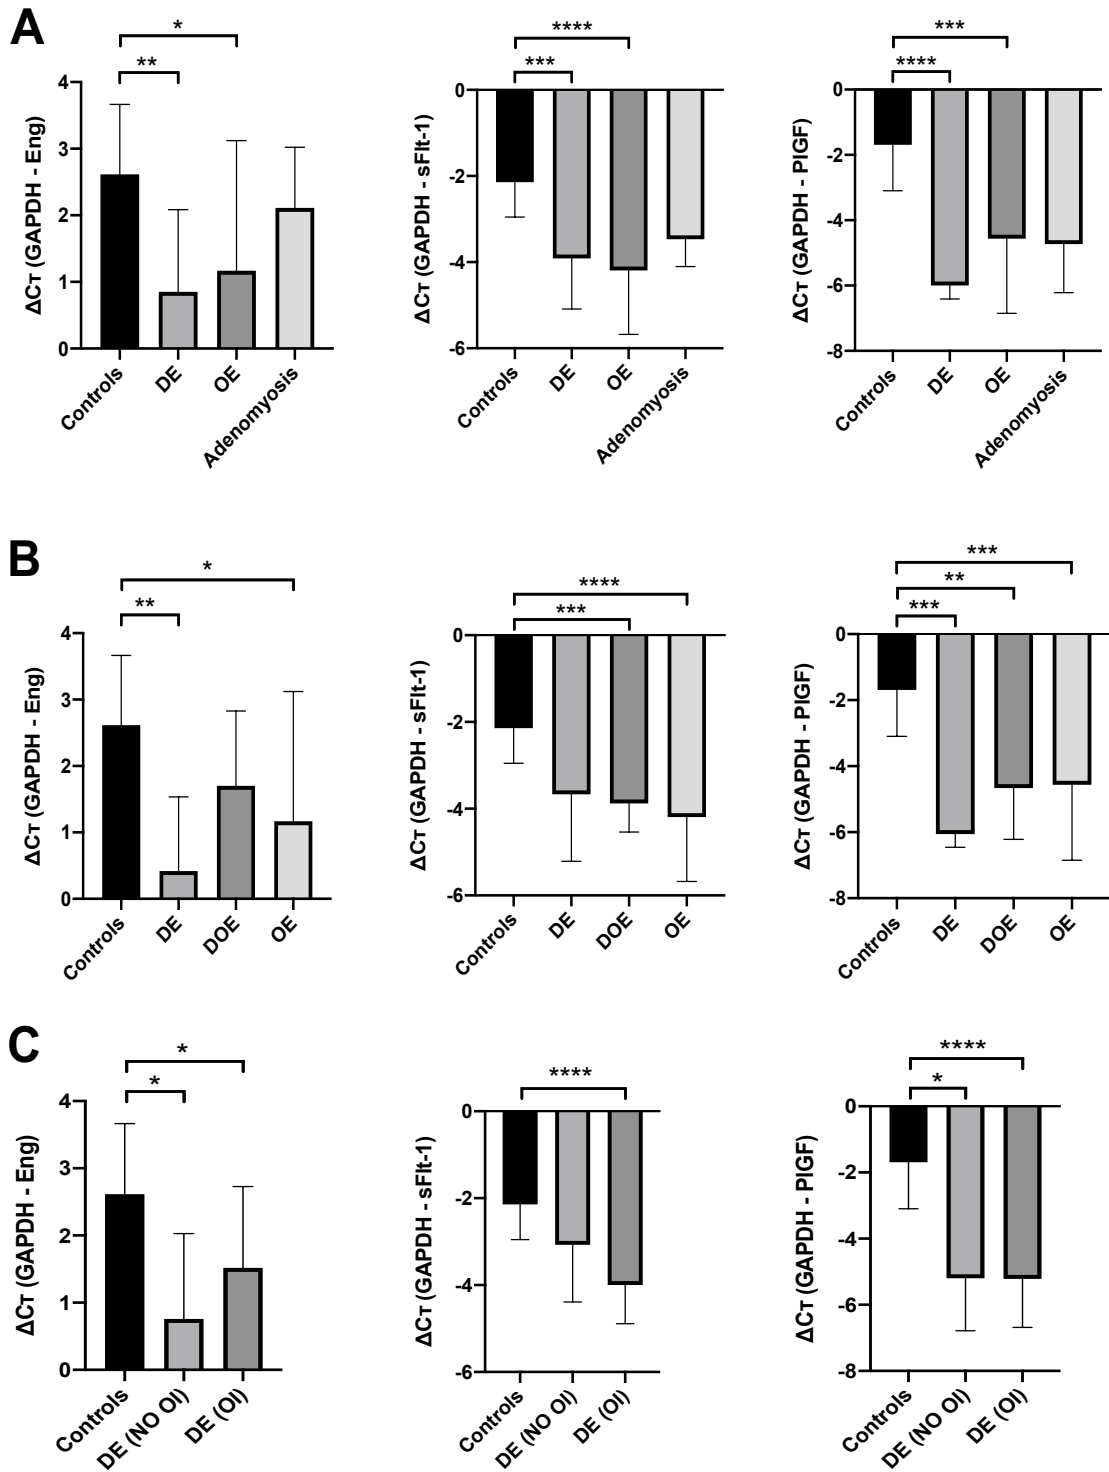 A
*
**
4
3
2
1
0
ΔCT (GAPDH - Eng)
Controls
DE
OE
Adenomyosis
****
***
0
-2
-4
-6
ΔCT (GAPDH - sFlt-1)
Controls
DE
OE
Adenomyosis
***
****
0
-2
-4
-6
-8
ΔCT (GAPDH - PIGF)
Controls
DE
OE
Adenomyosis
B
*
**
4
3
2
1
0
ΔCT (GAPDH - Eng)
Controls
DE
DOE
OE
****
***
0
-2
-4
-6
ΔCT (GAPDH - sFlt-1)
Controls
DE
DOE
OE
***
**
***
0
-2
-4
-6
-8
ΔCT (GAPDH - PIGF)
Controls
DE
DOE
OE
C
*
*
4
3
2
1
0
ΔCT (GAPDH - Eng)
Controls
DE (NO OI)
DE (OI)
****
0
-2
-4
-6
ΔCT (GAPDH - sFlt-1)
Controls
DE (NO OI)
DE (OI)
****
*
0
-2
-4
-6
-8
ΔCT (GAPDH - PIGF)
Controls
DE (NO OI)
DE (OI)